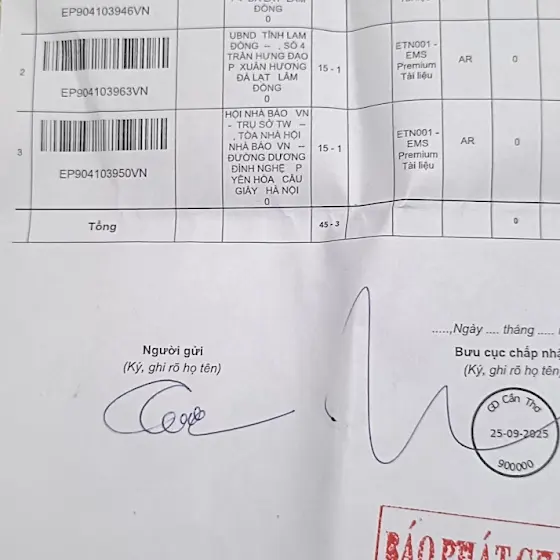 EP904103946VN
ĐỒNG
0
2
EP904103963VN
UBND TỈNH LAM
ĐÒNG -- , SỐ 4
TRẦN HƯNG ĐẠO
P XUÂN HƯƠNG
ĐÀ LẠT LÂM
ĐỒNG
0
15 - 1
ETN001 -
EMS
Premium
Tài liệu
AR
0
3
EP904103950VN
HỘI NHÀ BÁO VN
- TRỤ SỞ TW --
, TÒA NHÀ HỘI
NHÀ BÁO VN --
ĐƯỜNG DƯƠNG
ĐÌNH NGHỆ P
YÊN HÒA CẦU
GIẤY HÀ NỘI
0
15 - 1
ETN001 -
EMS
Premium
Tài liệu
AR
0
Tổng
45 - 3
0
.....,Ngày .... tháng .....
Người gửi
(Ký, ghi rõ họ tên)
Bưu cục chấp nhậ
(Ký, ghi rõ họ tên)
GD Cần Thơ
25-09-2025
900000
BÁO PHÁT